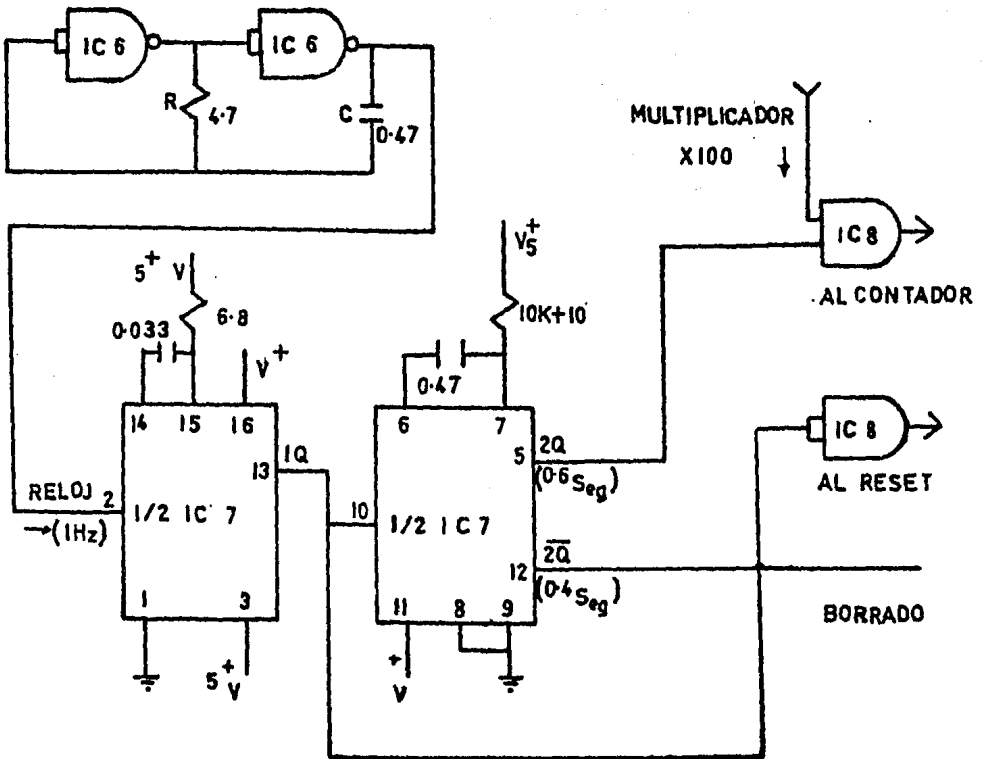 IC 6
IC 6
R
4.7
C
0.47
MULTIPLICADOR
X100
IC 8
AL CONTADOR
5+ V
6.8
0.033
V+
V5+
10K+10
0.47
14
15
16
13
1Q
RELOJ
2
(1Hz)
1/2 IC 7
1
3
5+ V
6
7
5
2Q
(0.6 Seg)
10
1/2 IC 7
12
2Q̅
(0.4 Seg)
11
8
9
+
V
IC 8
AL RESET
BORRADO